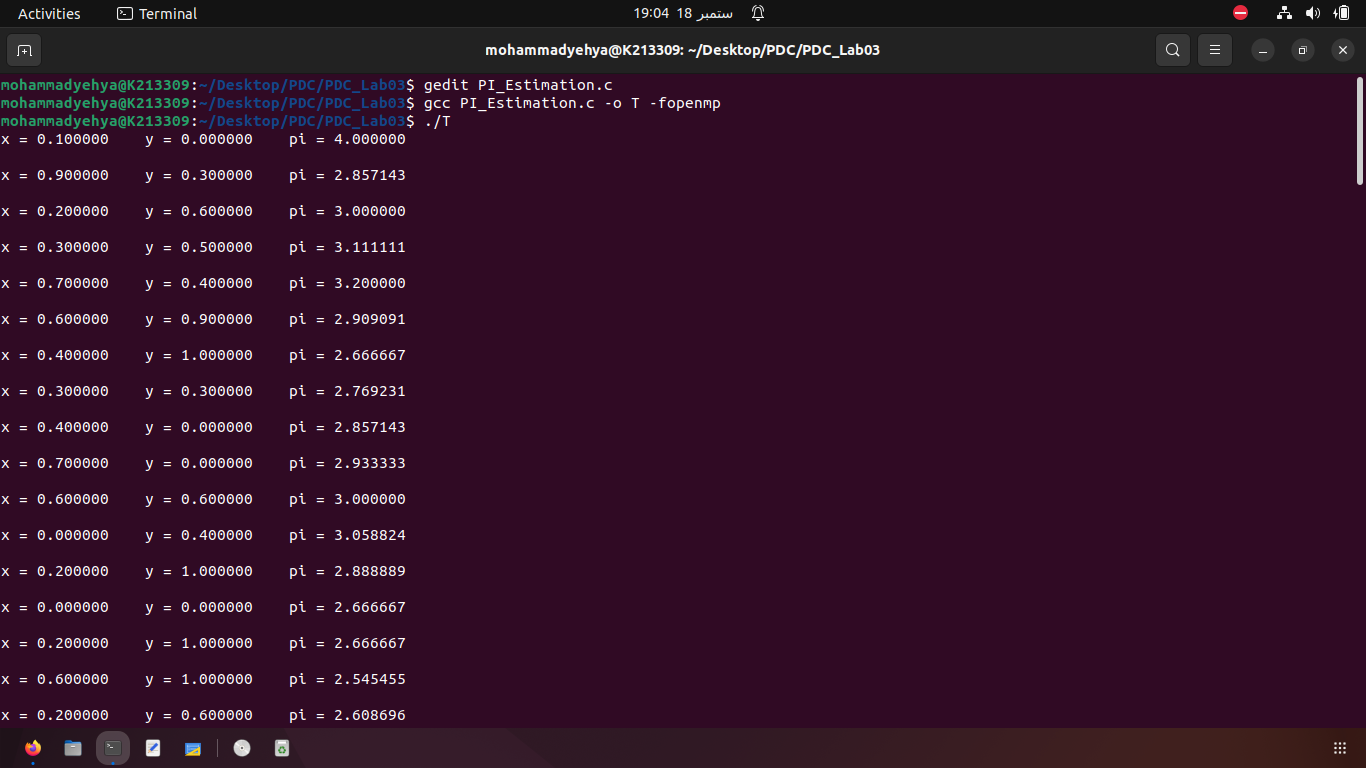 Activities Terminal 19:04 18 ستمبر
mohammadyehya@K213309: ~/Desktop/PDC/PDC_Lab03
mohammadyehya@K213309:~/Desktop/PDC/PDC_Lab03$ gedit PI_Estimation.c
mohammadyehya@K213309:~/Desktop/PDC/PDC_Lab03$ gcc PI_Estimation.c -o T -fopenmp
mohammadyehya@K213309:~/Desktop/PDC/PDC_Lab03$ ./T
x = 0.100000    y = 0.000000    pi = 4.000000
x = 0.900000    y = 0.300000    pi = 2.857143
x = 0.200000    y = 0.600000    pi = 3.000000
x = 0.300000    y = 0.500000    pi = 3.111111
x = 0.700000    y = 0.400000    pi = 3.200000
x = 0.600000    y = 0.900000    pi = 2.909091
x = 0.400000    y = 1.000000    pi = 2.666667
x = 0.300000    y = 0.300000    pi = 2.769231
x = 0.400000    y = 0.000000    pi = 2.857143
x = 0.700000    y = 0.000000    pi = 2.933333
x = 0.600000    y = 0.600000    pi = 3.000000
x = 0.000000    y = 0.400000    pi = 3.058824
x = 0.200000    y = 1.000000    pi = 2.888889
x = 0.000000    y = 0.000000    pi = 2.666667
x = 0.200000    y = 1.000000    pi = 2.666667
x = 0.600000    y = 1.000000    pi = 2.545455
x = 0.200000    y = 0.600000    pi = 2.608696